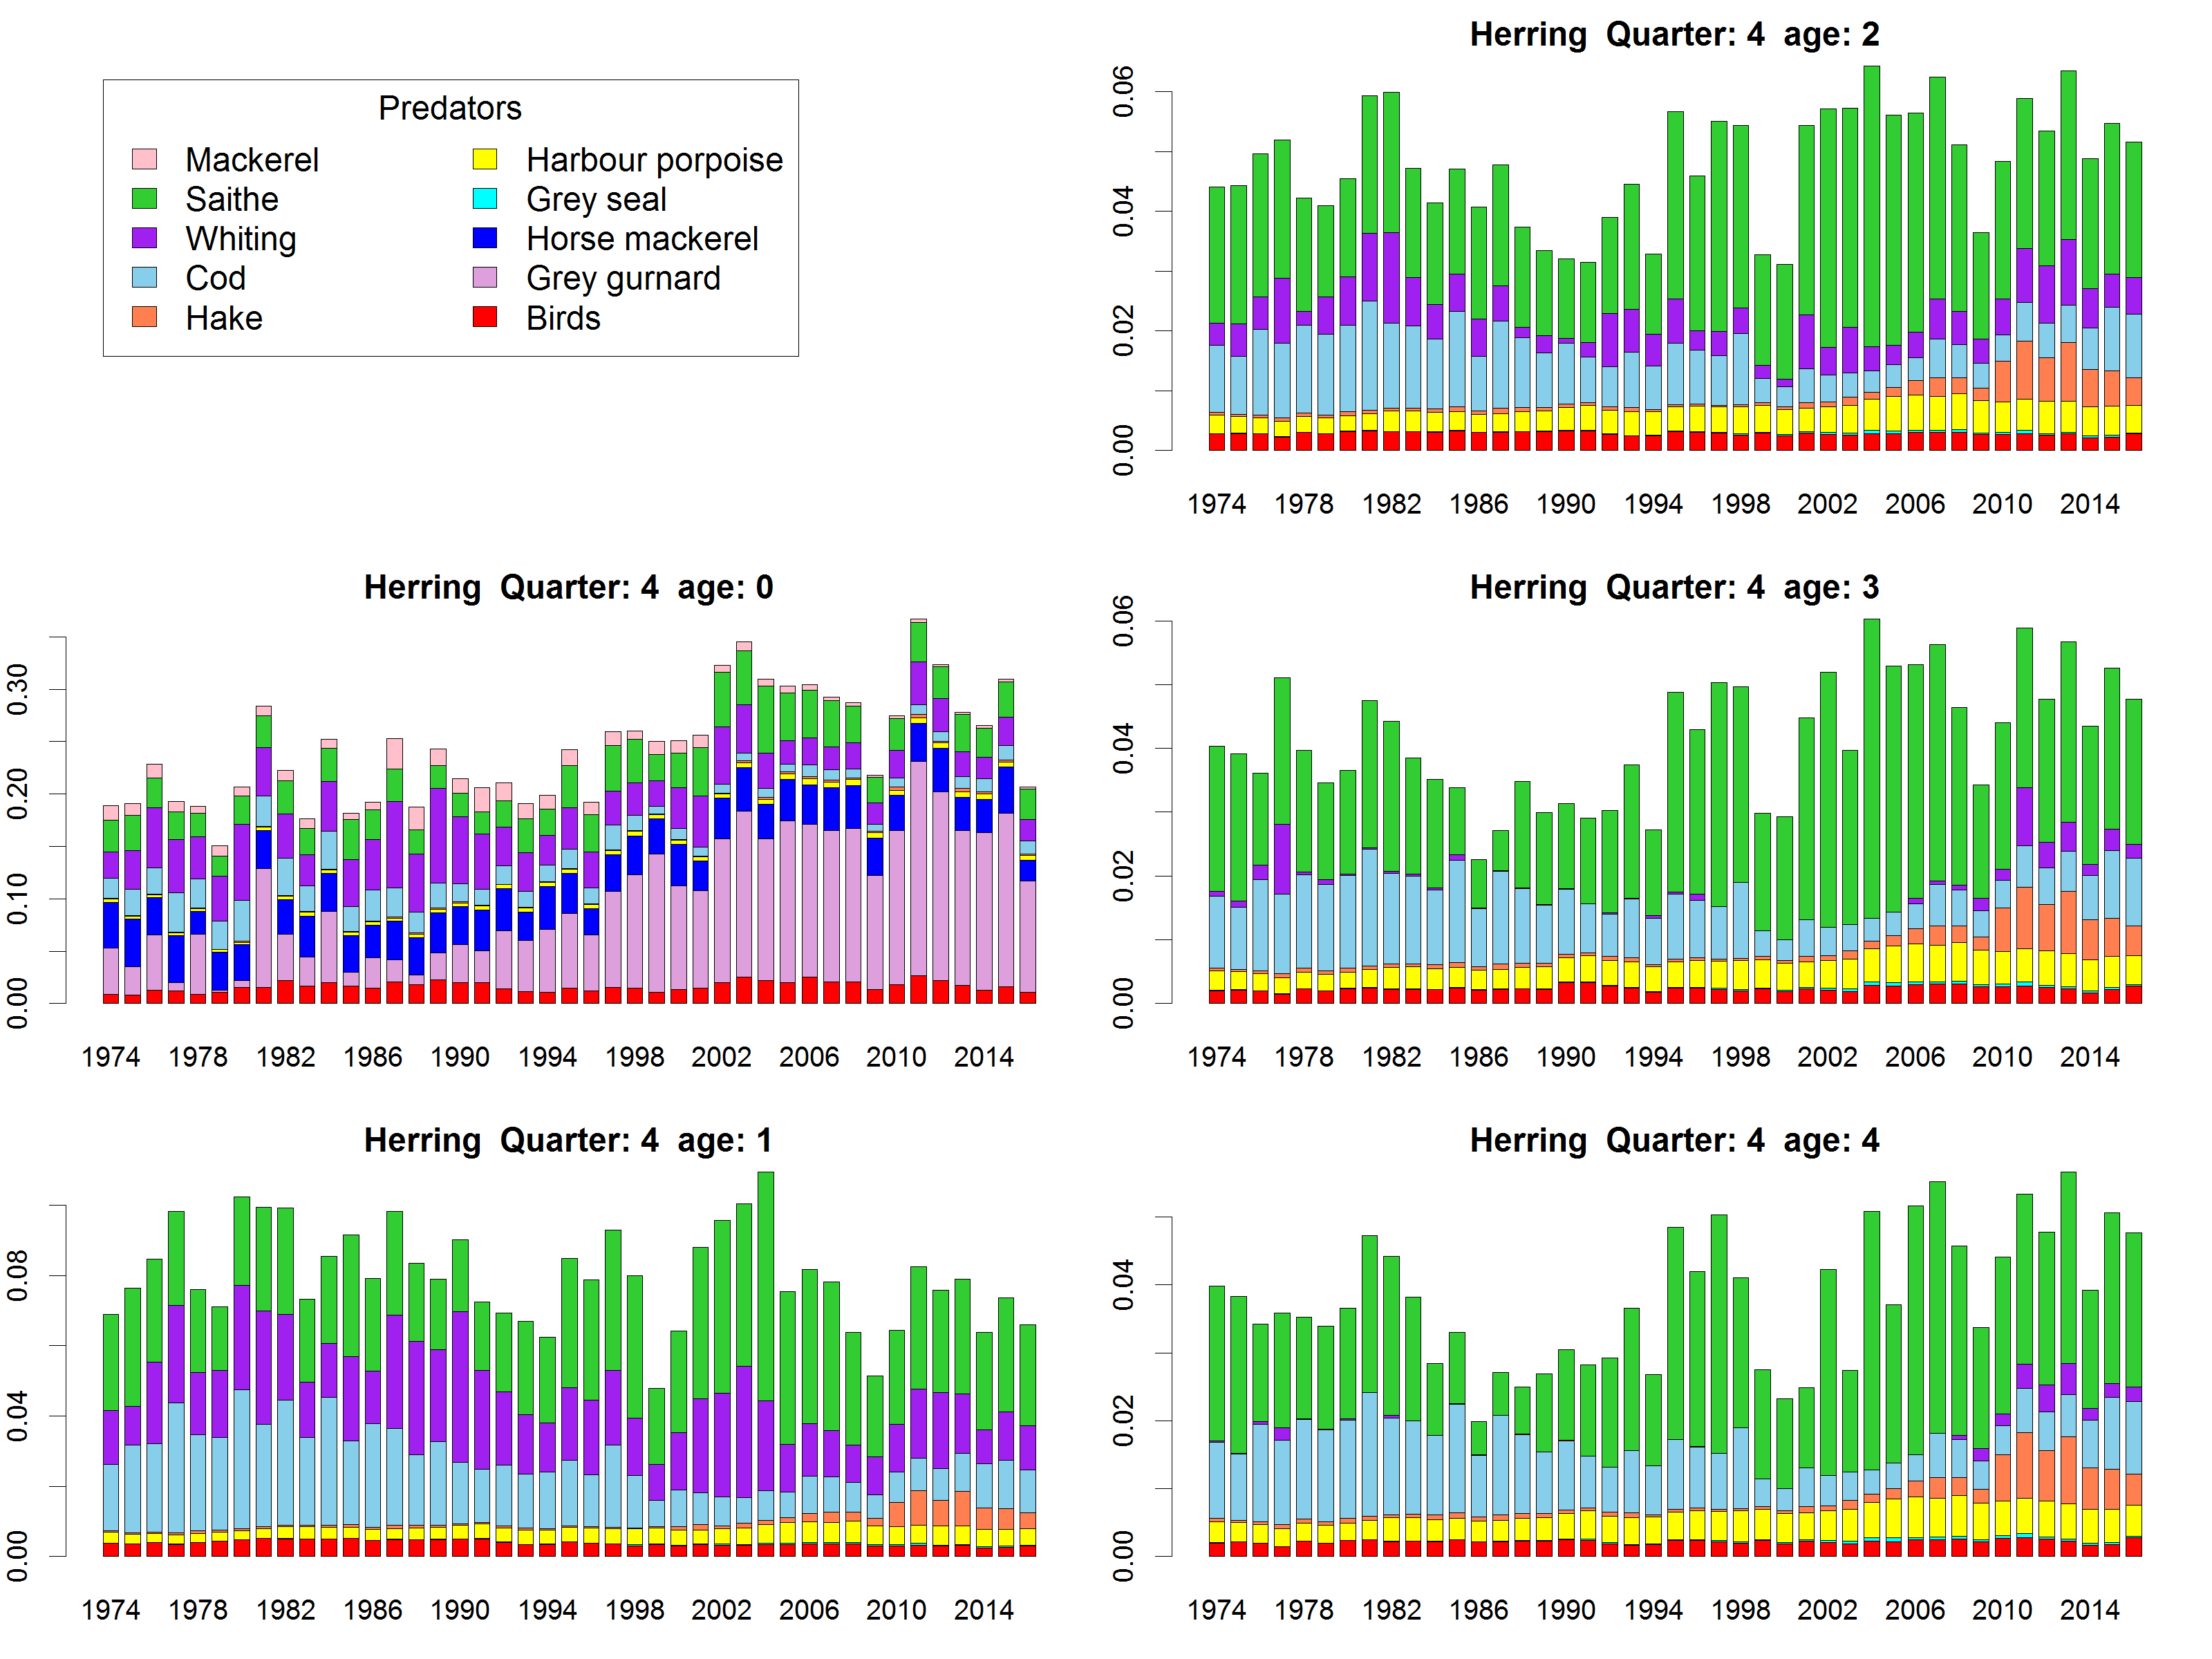 Predators
Mackerel Harbour porpoise
Saithe Grey seal
Whiting Horse mackerel
Cod Grey gurnard
Hake Birds
Herring Quarter: 4 age: 2
0.06
0.04
0.02
0.00
1974 1978 1982 1986 1990 1994 1998 2002 2006 2010 2014
Herring Quarter: 4 age: 0
0.30
0.20
0.10
0.00
1974 1978 1982 1986 1990 1994 1998 2002 2006 2010 2014
Herring Quarter: 4 age: 3
0.06
0.04
0.02
0.00
1974 1978 1982 1986 1990 1994 1998 2002 2006 2010 2014
Herring Quarter: 4 age: 1
0.08
0.04
0.00
1974 1978 1982 1986 1990 1994 1998 2002 2006 2010 2014
Herring Quarter: 4 age: 4
0.04
0.02
0.00
1974 1978 1982 1986 1990 1994 1998 2002 2006 2010 2014